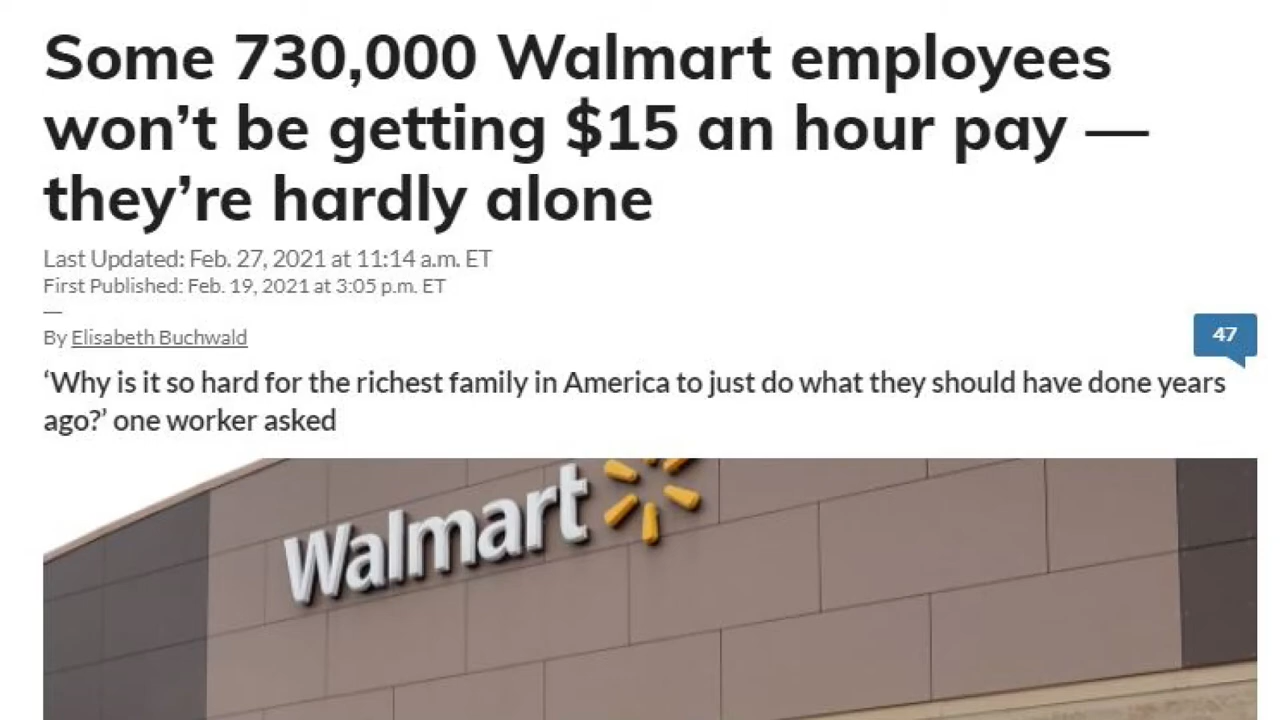 Some 730,000 Walmart employees
won’t be getting $15 an hour pay —
they’re hardly alone
Last Updated: Feb. 27, 2021 at 11:14 a.m. ET
First Published: Feb. 19, 2021 at 3:05 p.m. ET
—
By Elisabeth Buchwald
47
‘Why is it so hard for the richest family in America to just do what they should have done years
ago?’ one worker asked
Walmart